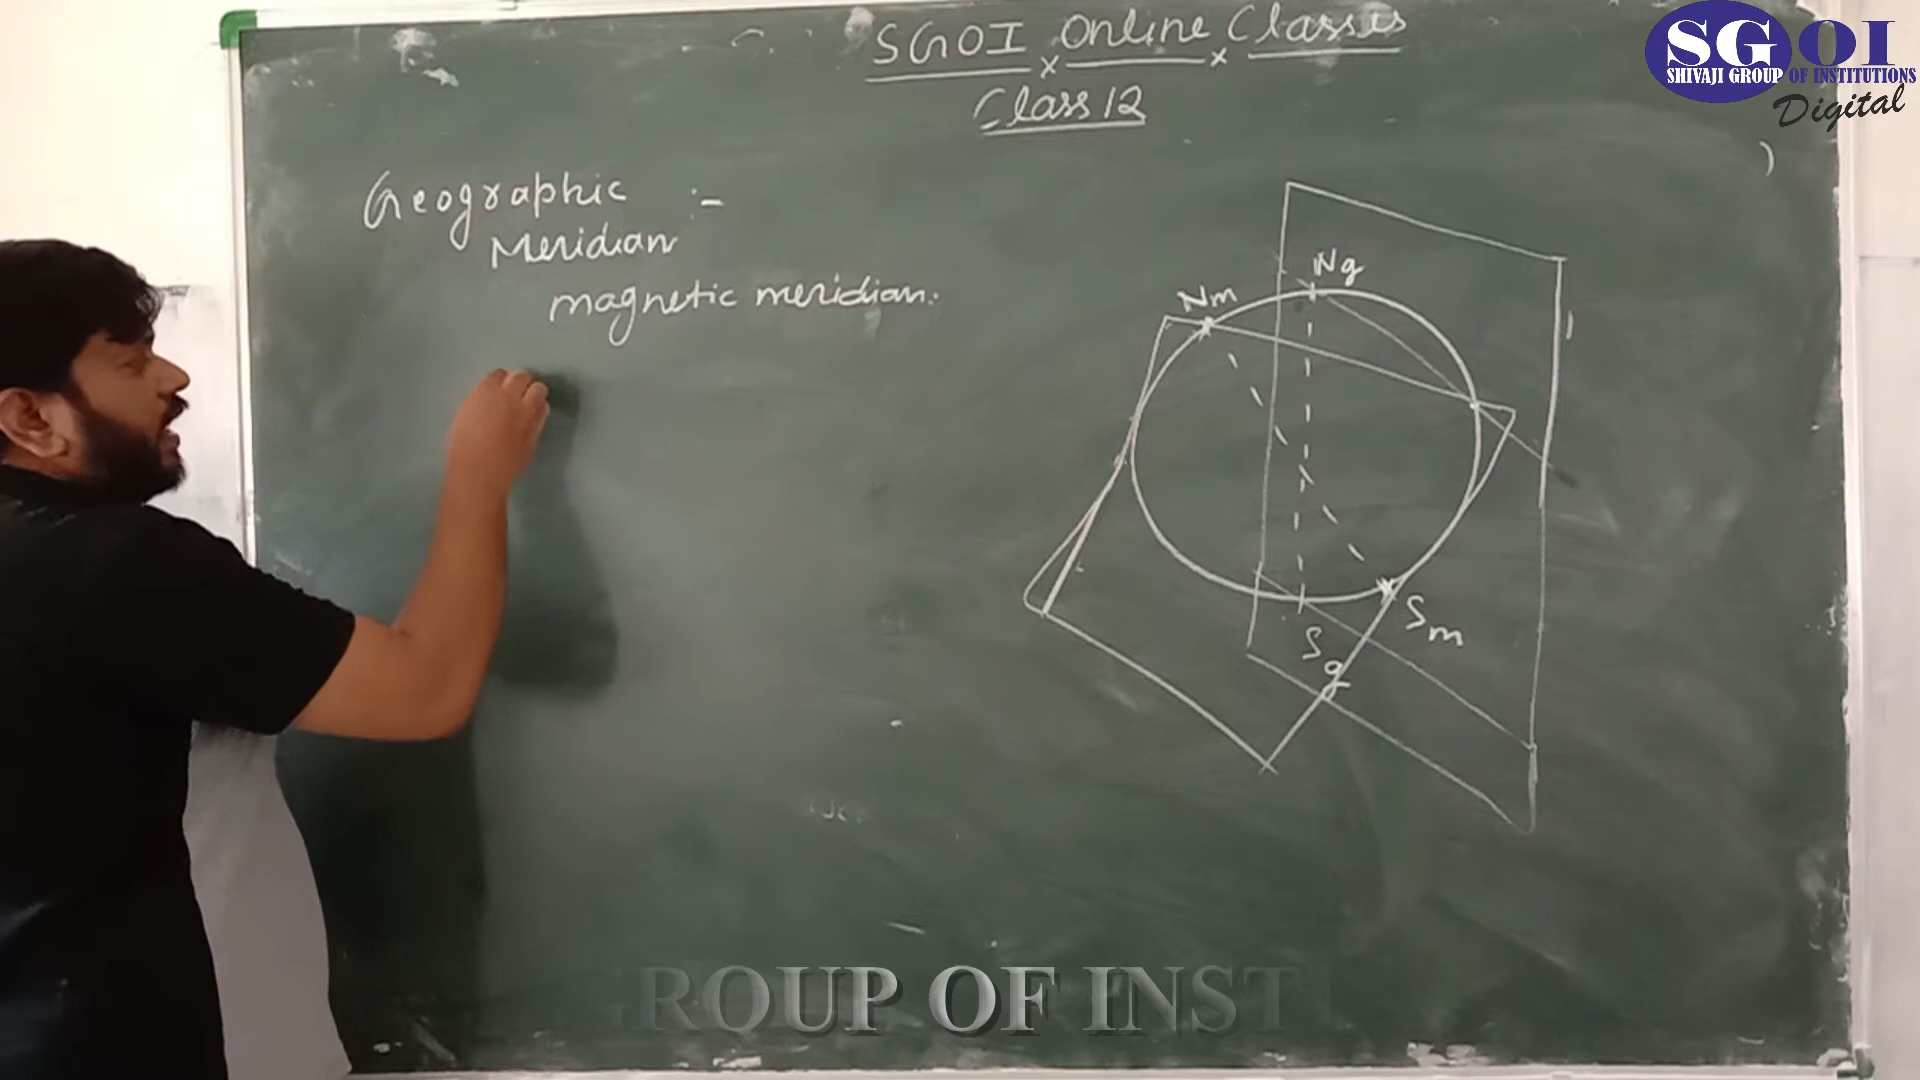 SGOI Online Classes
Class 12
SGOI
SHIVAJI GROUP OF INSTITUTIONS
Digital
Geographic :-
Meridian
magnetic meridian.
Ng
Nm
Sm
Sg
ROUP OF INST